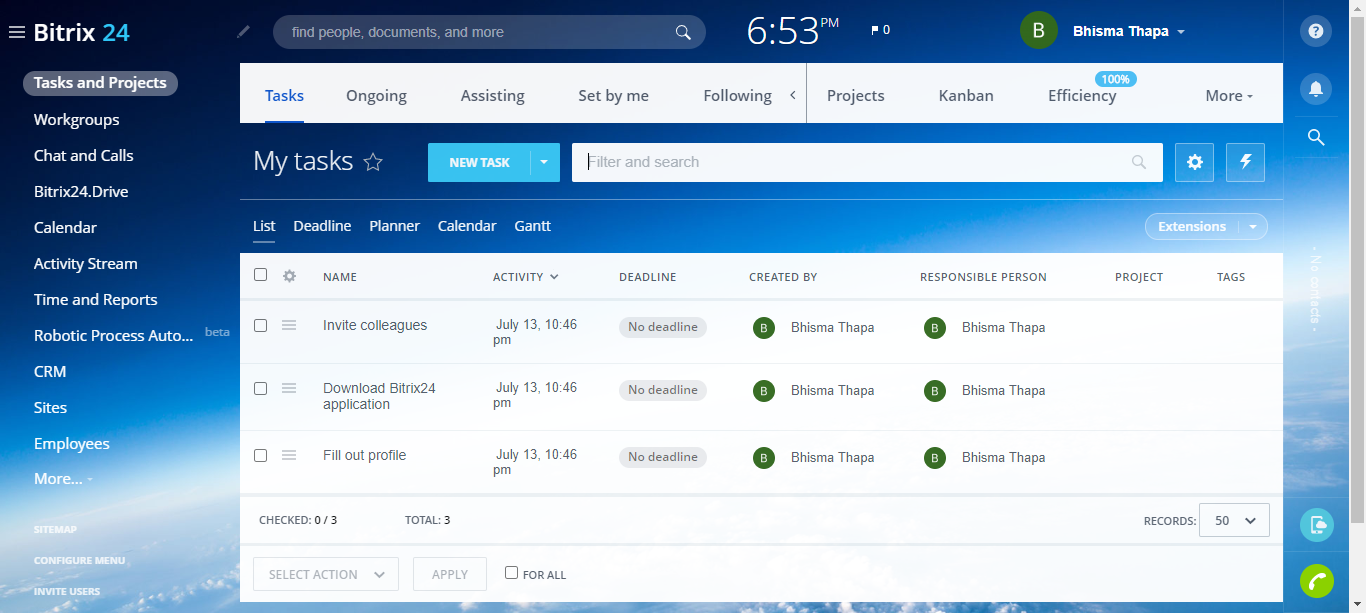 Bitrix 24
find people, documents, and more
6:53 PM
0
B
Bhisma Thapa
?
Tasks and Projects
Workgroups
Chat and Calls
Bitrix24.Drive
Calendar
Activity Stream
Time and Reports
Robotic Process Auto... beta
CRM
Sites
Employees
More...
SITEMAP
CONFIGURE MENU
INVITE USERS
Tasks
Ongoing
Assisting
Set by me
Following
Projects
Kanban
Efficiency
100%
More
My tasks
NEW TASK
Filter and search
List
Deadline
Planner
Calendar
Gantt
Extensions
NAME ACTIVITY DEADLINE CREATED BY RESPONSIBLE PERSON PROJECT TAGS
Invite colleagues July 13, 10:46 No deadline B Bhisma Thapa B Bhisma Thapa
pm
Download Bitrix24 July 13, 10:46 No deadline B Bhisma Thapa B Bhisma Thapa
application pm
Fill out profile July 13, 10:46 No deadline B Bhisma Thapa B Bhisma Thapa
pm
CHECKED: 0 / 3 TOTAL: 3 RECORDS: 50
SELECT ACTION APPLY FOR ALL
- No contacts -